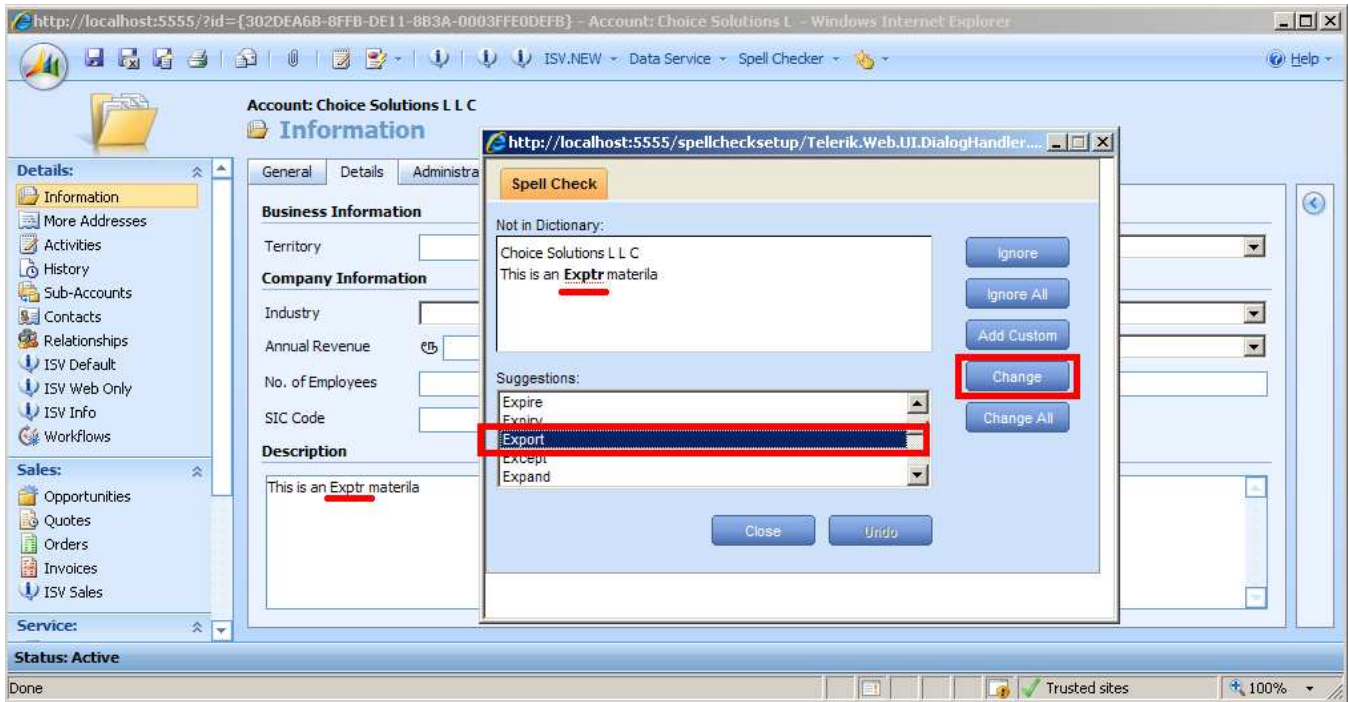 http://localhost:5555/?id={302DEA6B-8FFB-DE11-8B3A-0003FFE0DEFB} - Account: Choice Solutions L - Windows Internet Explorer
ISV.NEW Data Service Spell Checker Help
Account: Choice Solutions L L C
Information
Details:
Information
More Addresses
Activities
History
Sub-Accounts
Contacts
Relationships
ISV Default
ISV Web Only
ISV Info
Workflows
Sales:
Opportunities
Quotes
Orders
Invoices
ISV Sales
Service:
General Details Administra
Business Information
Territory
Company Information
Industry
Annual Revenue
No. of Employees
SIC Code
Description
This is an Exptr materila
http://localhost:5555/spellchecksetup/Telerik.Web.UI.DialogHandler....
Spell Check
Not in Dictionary:
Choice Solutions L L C
This is an Exptr materila
Ignore
Ignore All
Add Custom
Change
Change All
Suggestions:
Expire
Expiry
Export
Except
Expand
Close Undo
Status: Active
Done Trusted sites 100%